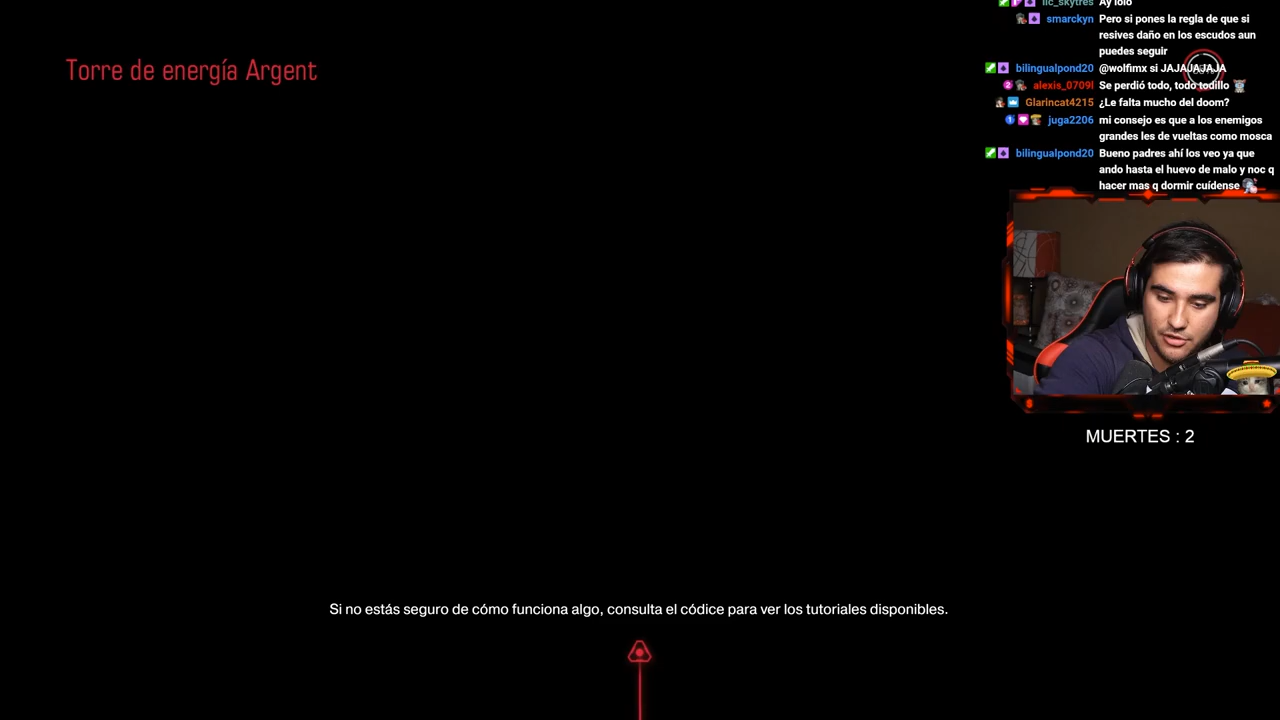 Torre de energía Argent
lic_skytres Ay lolo
smarckyn Pero si pones la regla de que si
resives daño en los escudos aun
puedes seguir
bilingualpond20 @wolfimx si JAJAJAJAJA
alexis_0709l Se perdió todo, todo todillo
Glarincat4215 ¿Le falta mucho del doom?
juga2206 mi consejo es que a los enemigos
grandes les de vueltas como mosca
bilingualpond20 Bueno padres ahí los veo ya que
ando hasta el huevo de malo y noc q
hacer mas q dormir cuídense
MUERTES : 2
Si no estás seguro de cómo funciona algo, consulta el códice para ver los tutoriales disponibles.